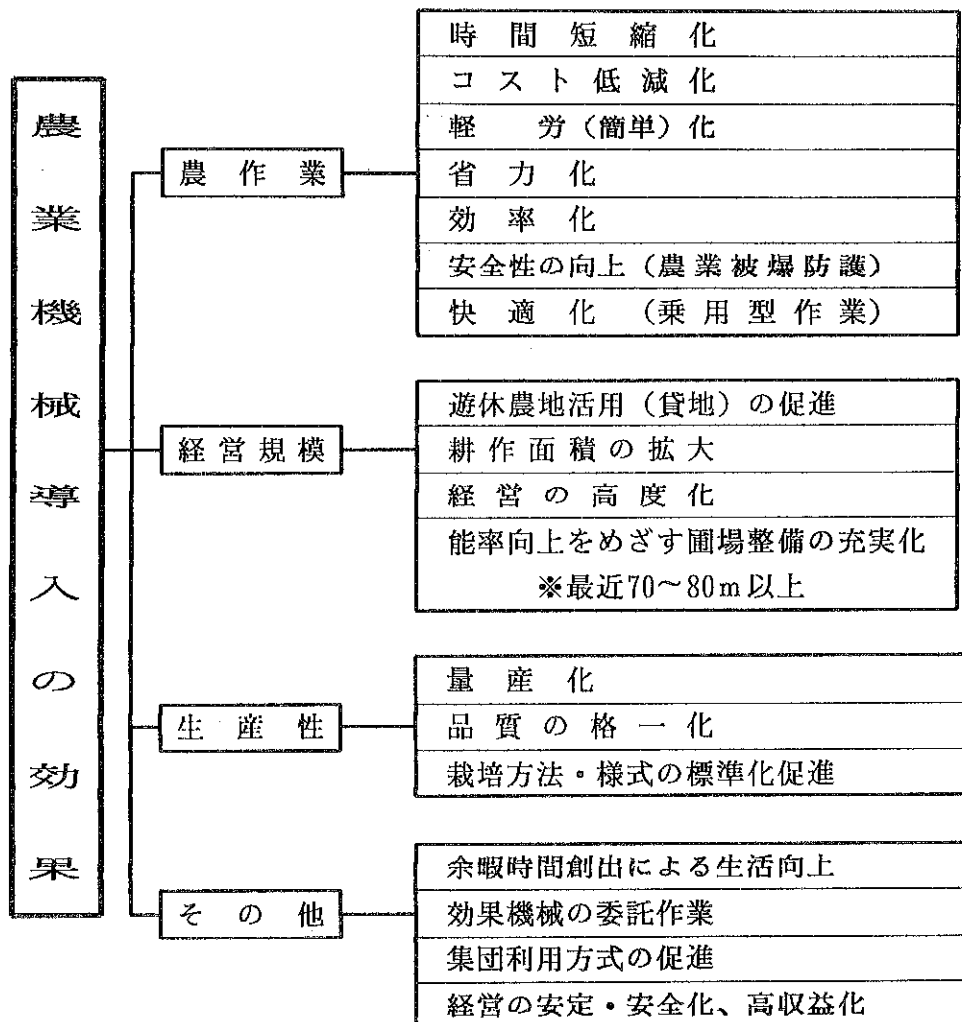 農業機械導入の効果
農作業
時間短縮化
コスト低減化
軽労(簡単)化
省力化
効率化
安全性の向上(農業被爆防護)
快適化(乗用型作業)
経営規模
遊休農地活用(貸地)の促進
耕作面積の拡大
経営の高度化
能率向上をめざす圃場整備の充実化
※最近70〜80m以上
生産性
量産化
品質の格一化
栽培方法・様式の標準化促進
その他
余暇時間創出による生活向上
効果機械の委託作業
集団利用方式の促進
経営の安定・安全化、高収益化